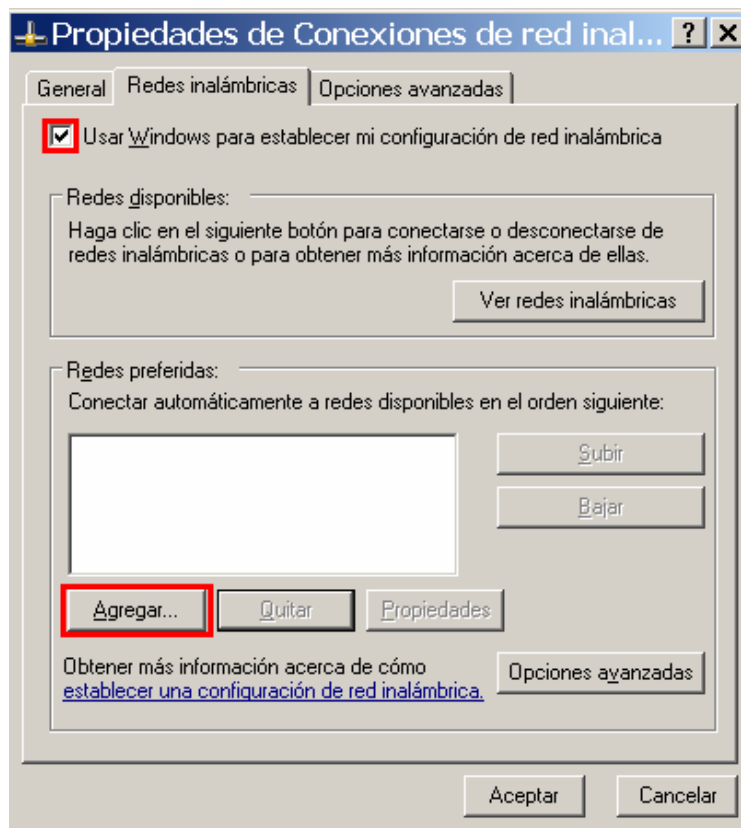 Propiedades de Conexiones de red inal...
General Redes inalámbricas Opciones avanzadas
Usar Windows para establecer mi configuración de red inalámbrica
Redes disponibles:
Haga clic en el siguiente botón para conectarse o desconectarse de
redes inalámbricas o para obtener más información acerca de ellas.
Ver redes inalámbricas
Redes preferidas:
Conectar automáticamente a redes disponibles en el orden siguiente:
Subir
Bajar
Agregar... Quitar Propiedades
Obtener más información acerca de cómo
establecer una configuración de red inalámbrica.
Opciones avanzadas
Aceptar Cancelar